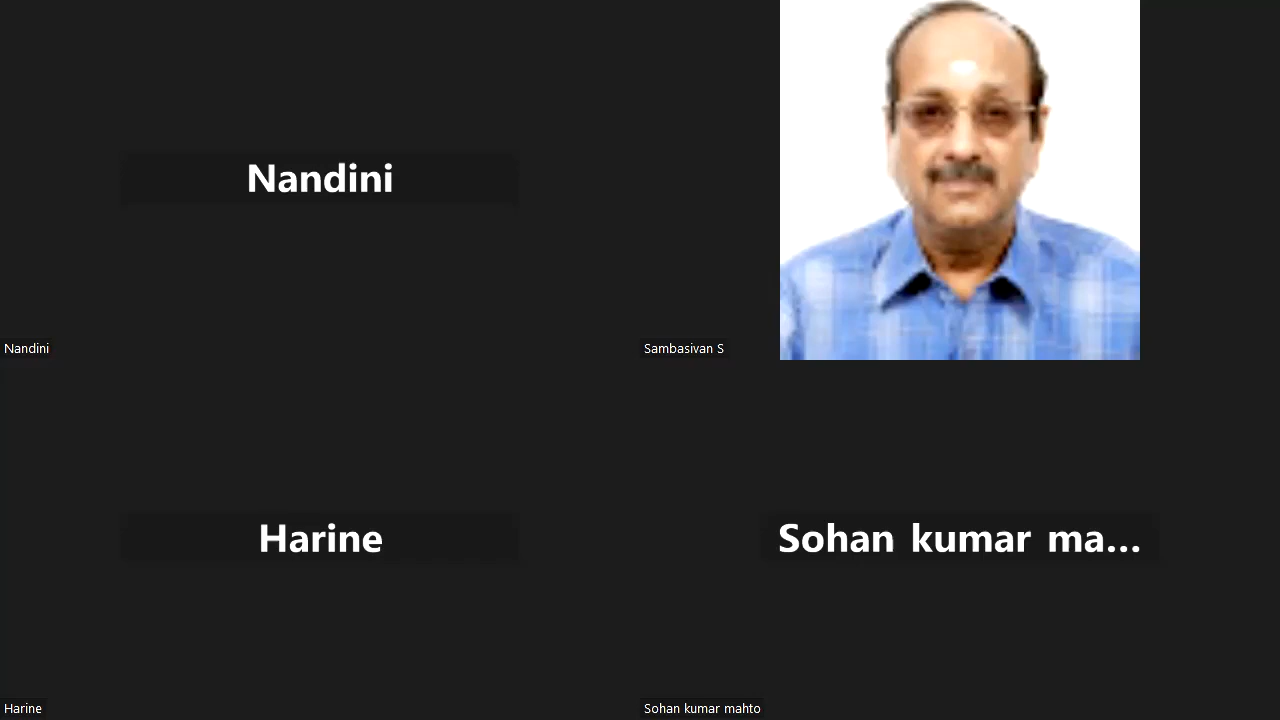 Nandini
Nandini
Sambasivan S
Harine
Sohan kumar ma...
Harine
Sohan kumar mahto